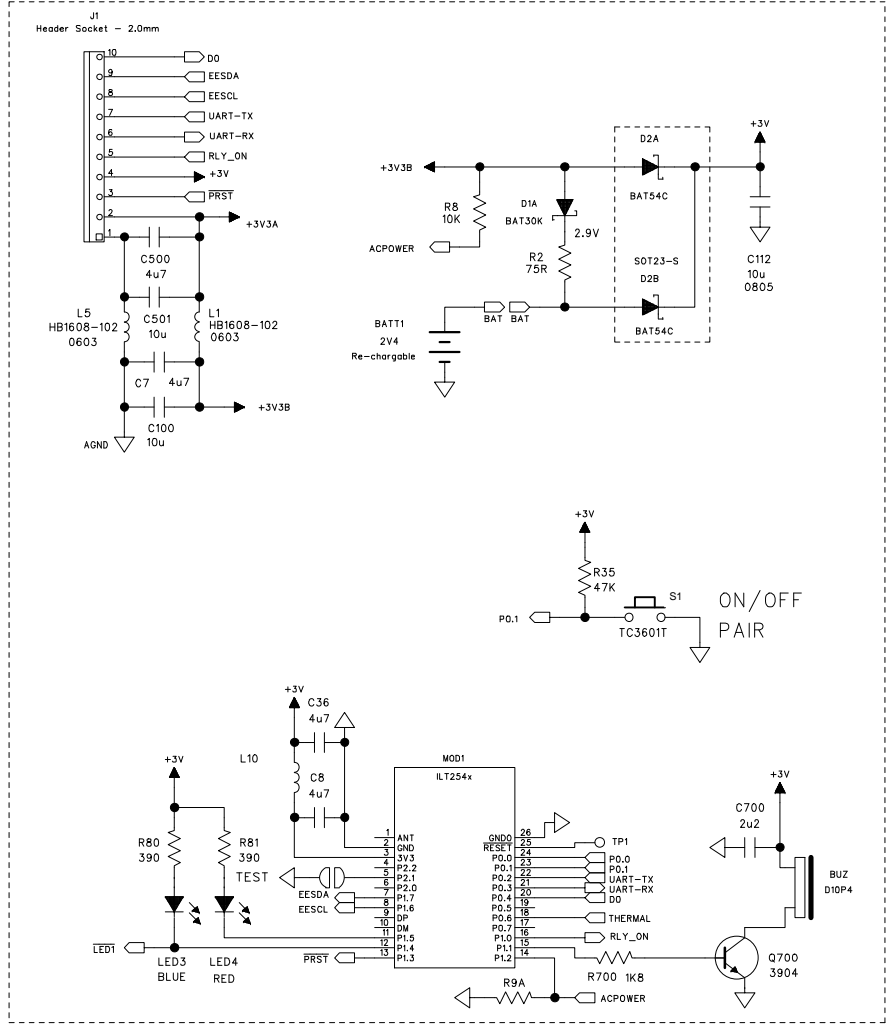 J1
Header Socket - 2.0mm
10
D0
9
EESDA
8
EESCL
7
UART-TX
6
UART-RX
5
RLY_ON
4
+3V
3
PRST
2
+3V3A
1
C500
4u7
L5
HB1608-102
0603
C501
10u
L1
HB1608-102
0603
C7
4u7
+3V3B
C100
10u
AGND
+3V
D2A
+3V3B
BAT54C
R8
10K
D1A
BAT30K
2.9V
ACPOWER
R2
75R
SOT23-S
D2B
C112
10u
0805
BAT
BAT
BAT54C
BATT1
2V4
Re-chargable
+3V
R35
47K
S1
P0.1
TC3601T
ON/OFF
PAIR
+3V
C36
4u7
L10
C8
4u7
+3V
R80
390
R81
390
TEST
EESDA
EESCL
LED1
LED3
BLUE
LED4
RED
PRST
MOD1
ILT254x
1
ANT
2
GND
3
3V3
4
P2.2
5
P2.1
6
P2.0
7
P1.7
8
P1.6
9
DP
10
DM
11
P1.5
12
P1.4
13
P1.3
GND0
26
RESET
25
TP1
P0.0
24
P0.0
P0.1
23
P0.1
P0.2
22
UART-TX
P0.3
21
UART-RX
P0.4
20
D0
P0.5
19
P0.6
18
THERMAL
P0.7
17
P1.0
16
RLY_ON
P1.1
15
P1.2
14
R700 1K8
R9A
ACPOWER
+3V
C700
2u2
BUZ
D10P4
Q700
3904